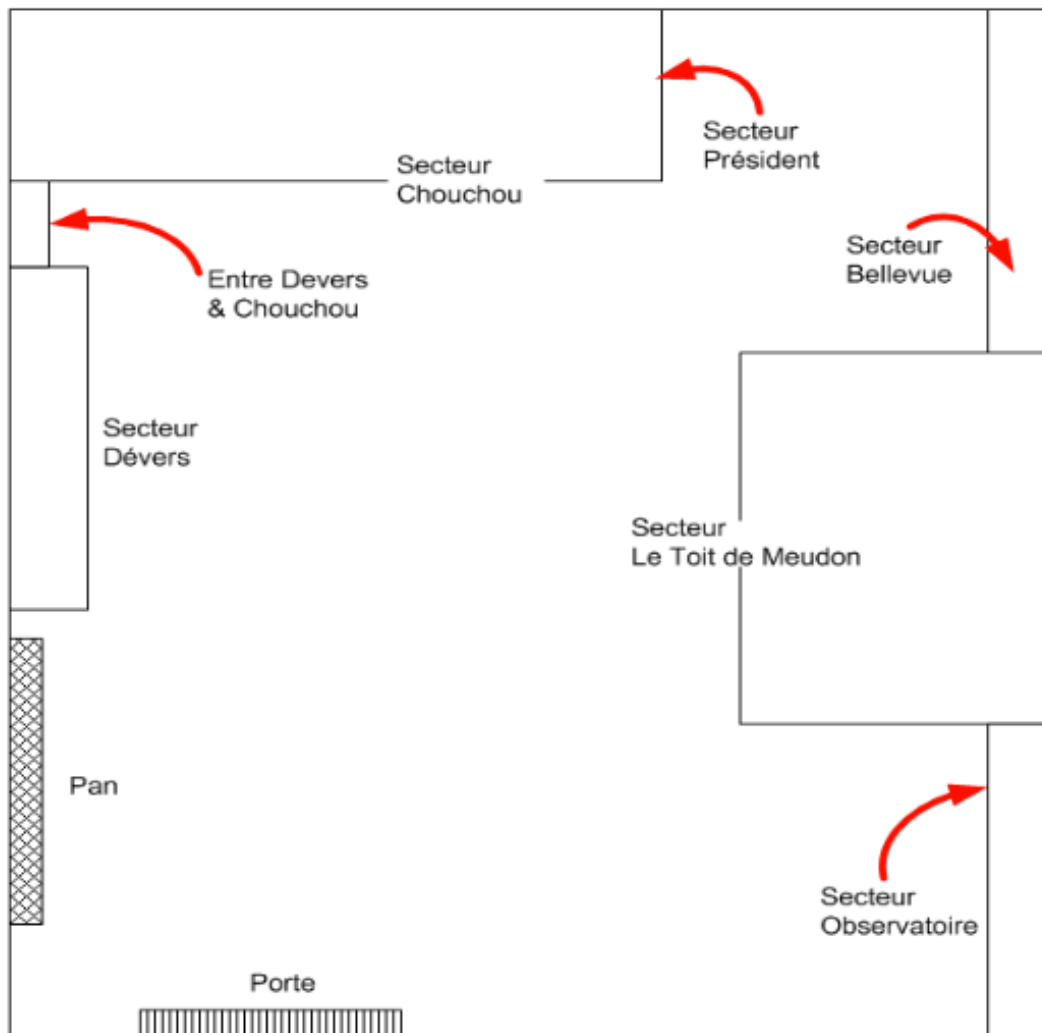 Secteur
Président
Secteur
Chouchou
Secteur
Bellevue
Entre Devers
& Chouchou
Secteur
Dévers
Secteur
Le Toit de Meudon
Pan
Secteur
Observatoire
Porte